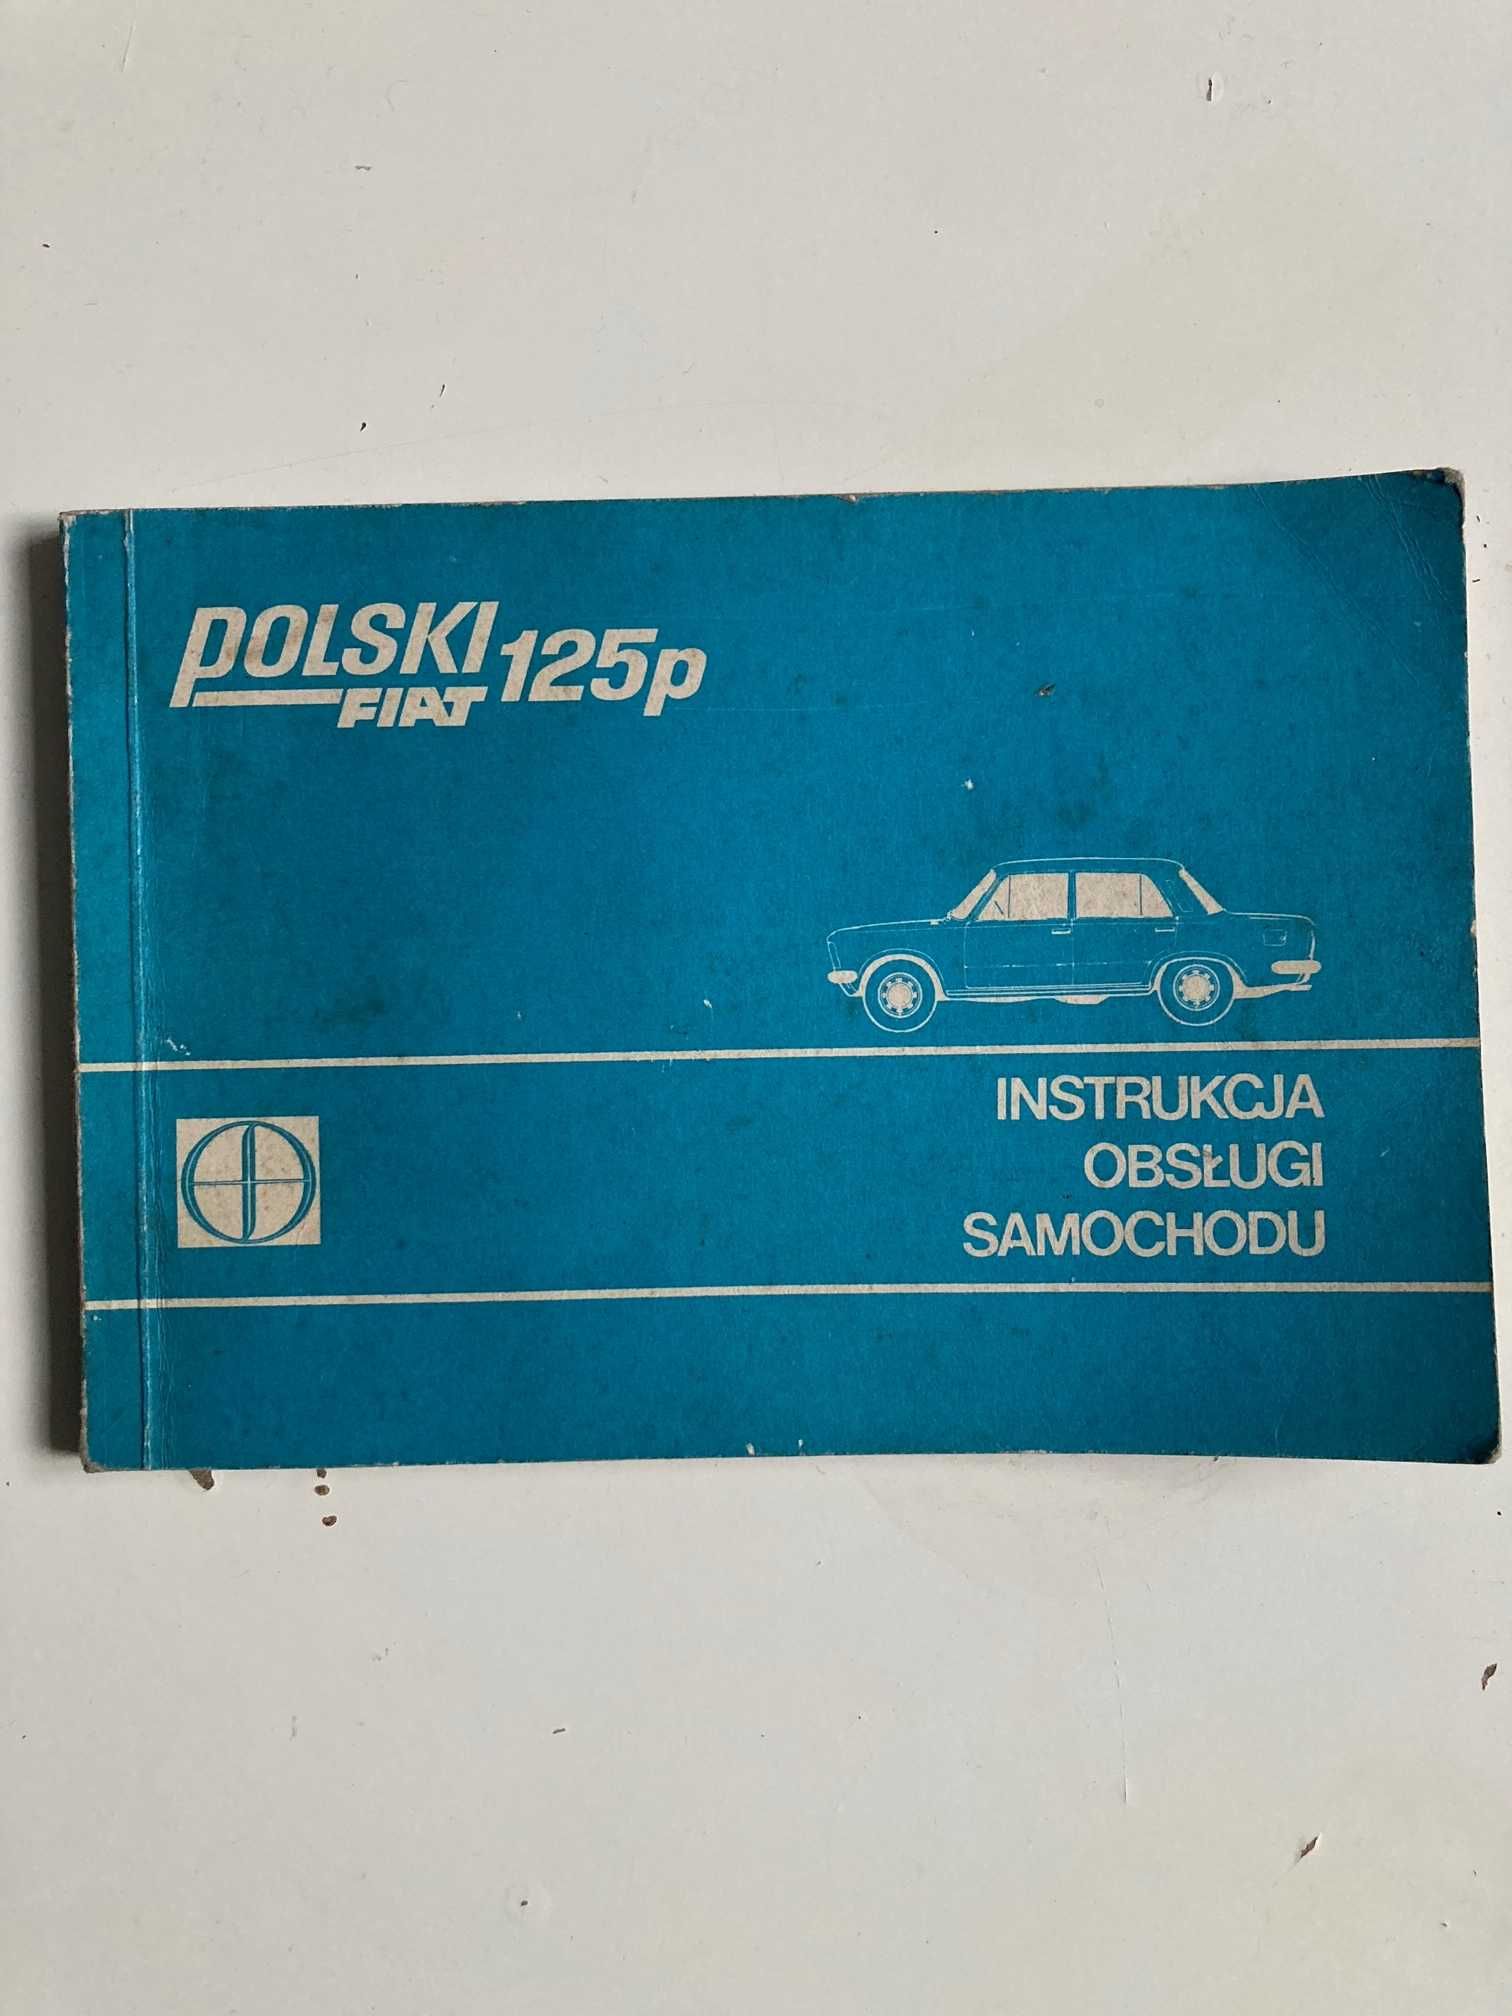 POLSKI
FIAT 125p
INSTRUKCJA
OBSŁUGI
SAMOCHODU